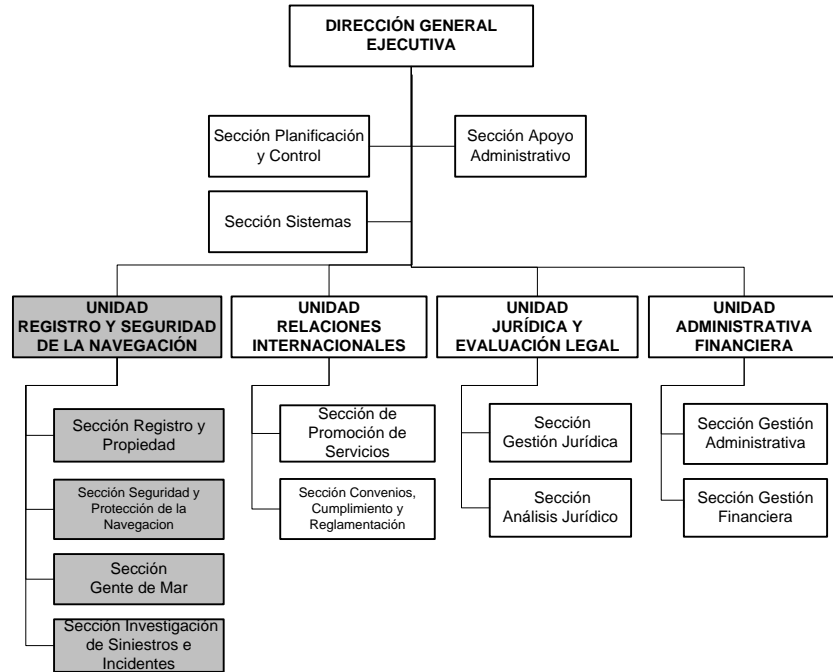 DIRECCIÓN GENERAL
EJECUTIVA
Sección Planificación
y Control
Sección Apoyo
Administrativo
Sección Sistemas
UNIDAD
REGISTRO Y SEGURIDAD
DE LA NAVEGACIÓN
UNIDAD
RELACIONES
INTERNACIONALES
UNIDAD
JURÍDICA Y
EVALUACIÓN LEGAL
UNIDAD
ADMINISTRATIVA
FINANCIERA
Sección Registro y
Propiedad
Sección Seguridad y
Protección de la
Navegacion
Sección
Gente de Mar
Sección Investigación
de Siniestros e
Incidentes
Sección de
Promoción de
Servicios
Sección Convenios,
Cumplimiento y
Reglamentación
Sección
Gestión Jurídica
Sección
Análisis Jurídico
Sección Gestión
Administrativa
Sección Gestión
Financiera